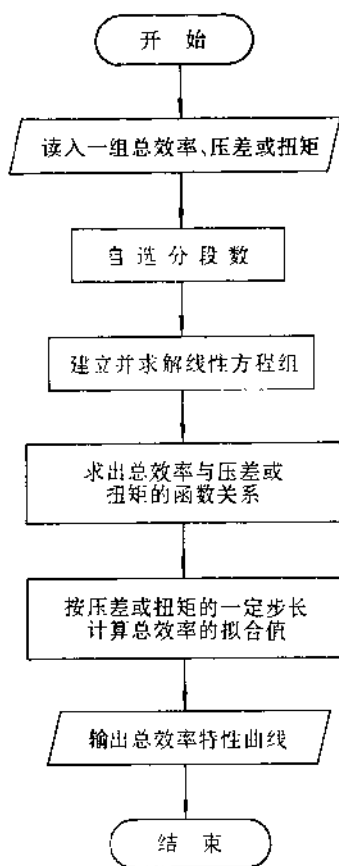 开始
读入一组总效率、压差或扭矩
自选分段数
建立并求解线性方程组
求出总效率与压差或
扭矩的函数关系
按压差或扭矩的一定步长
计算总效率的拟合值
输出总效率特性曲线
结束